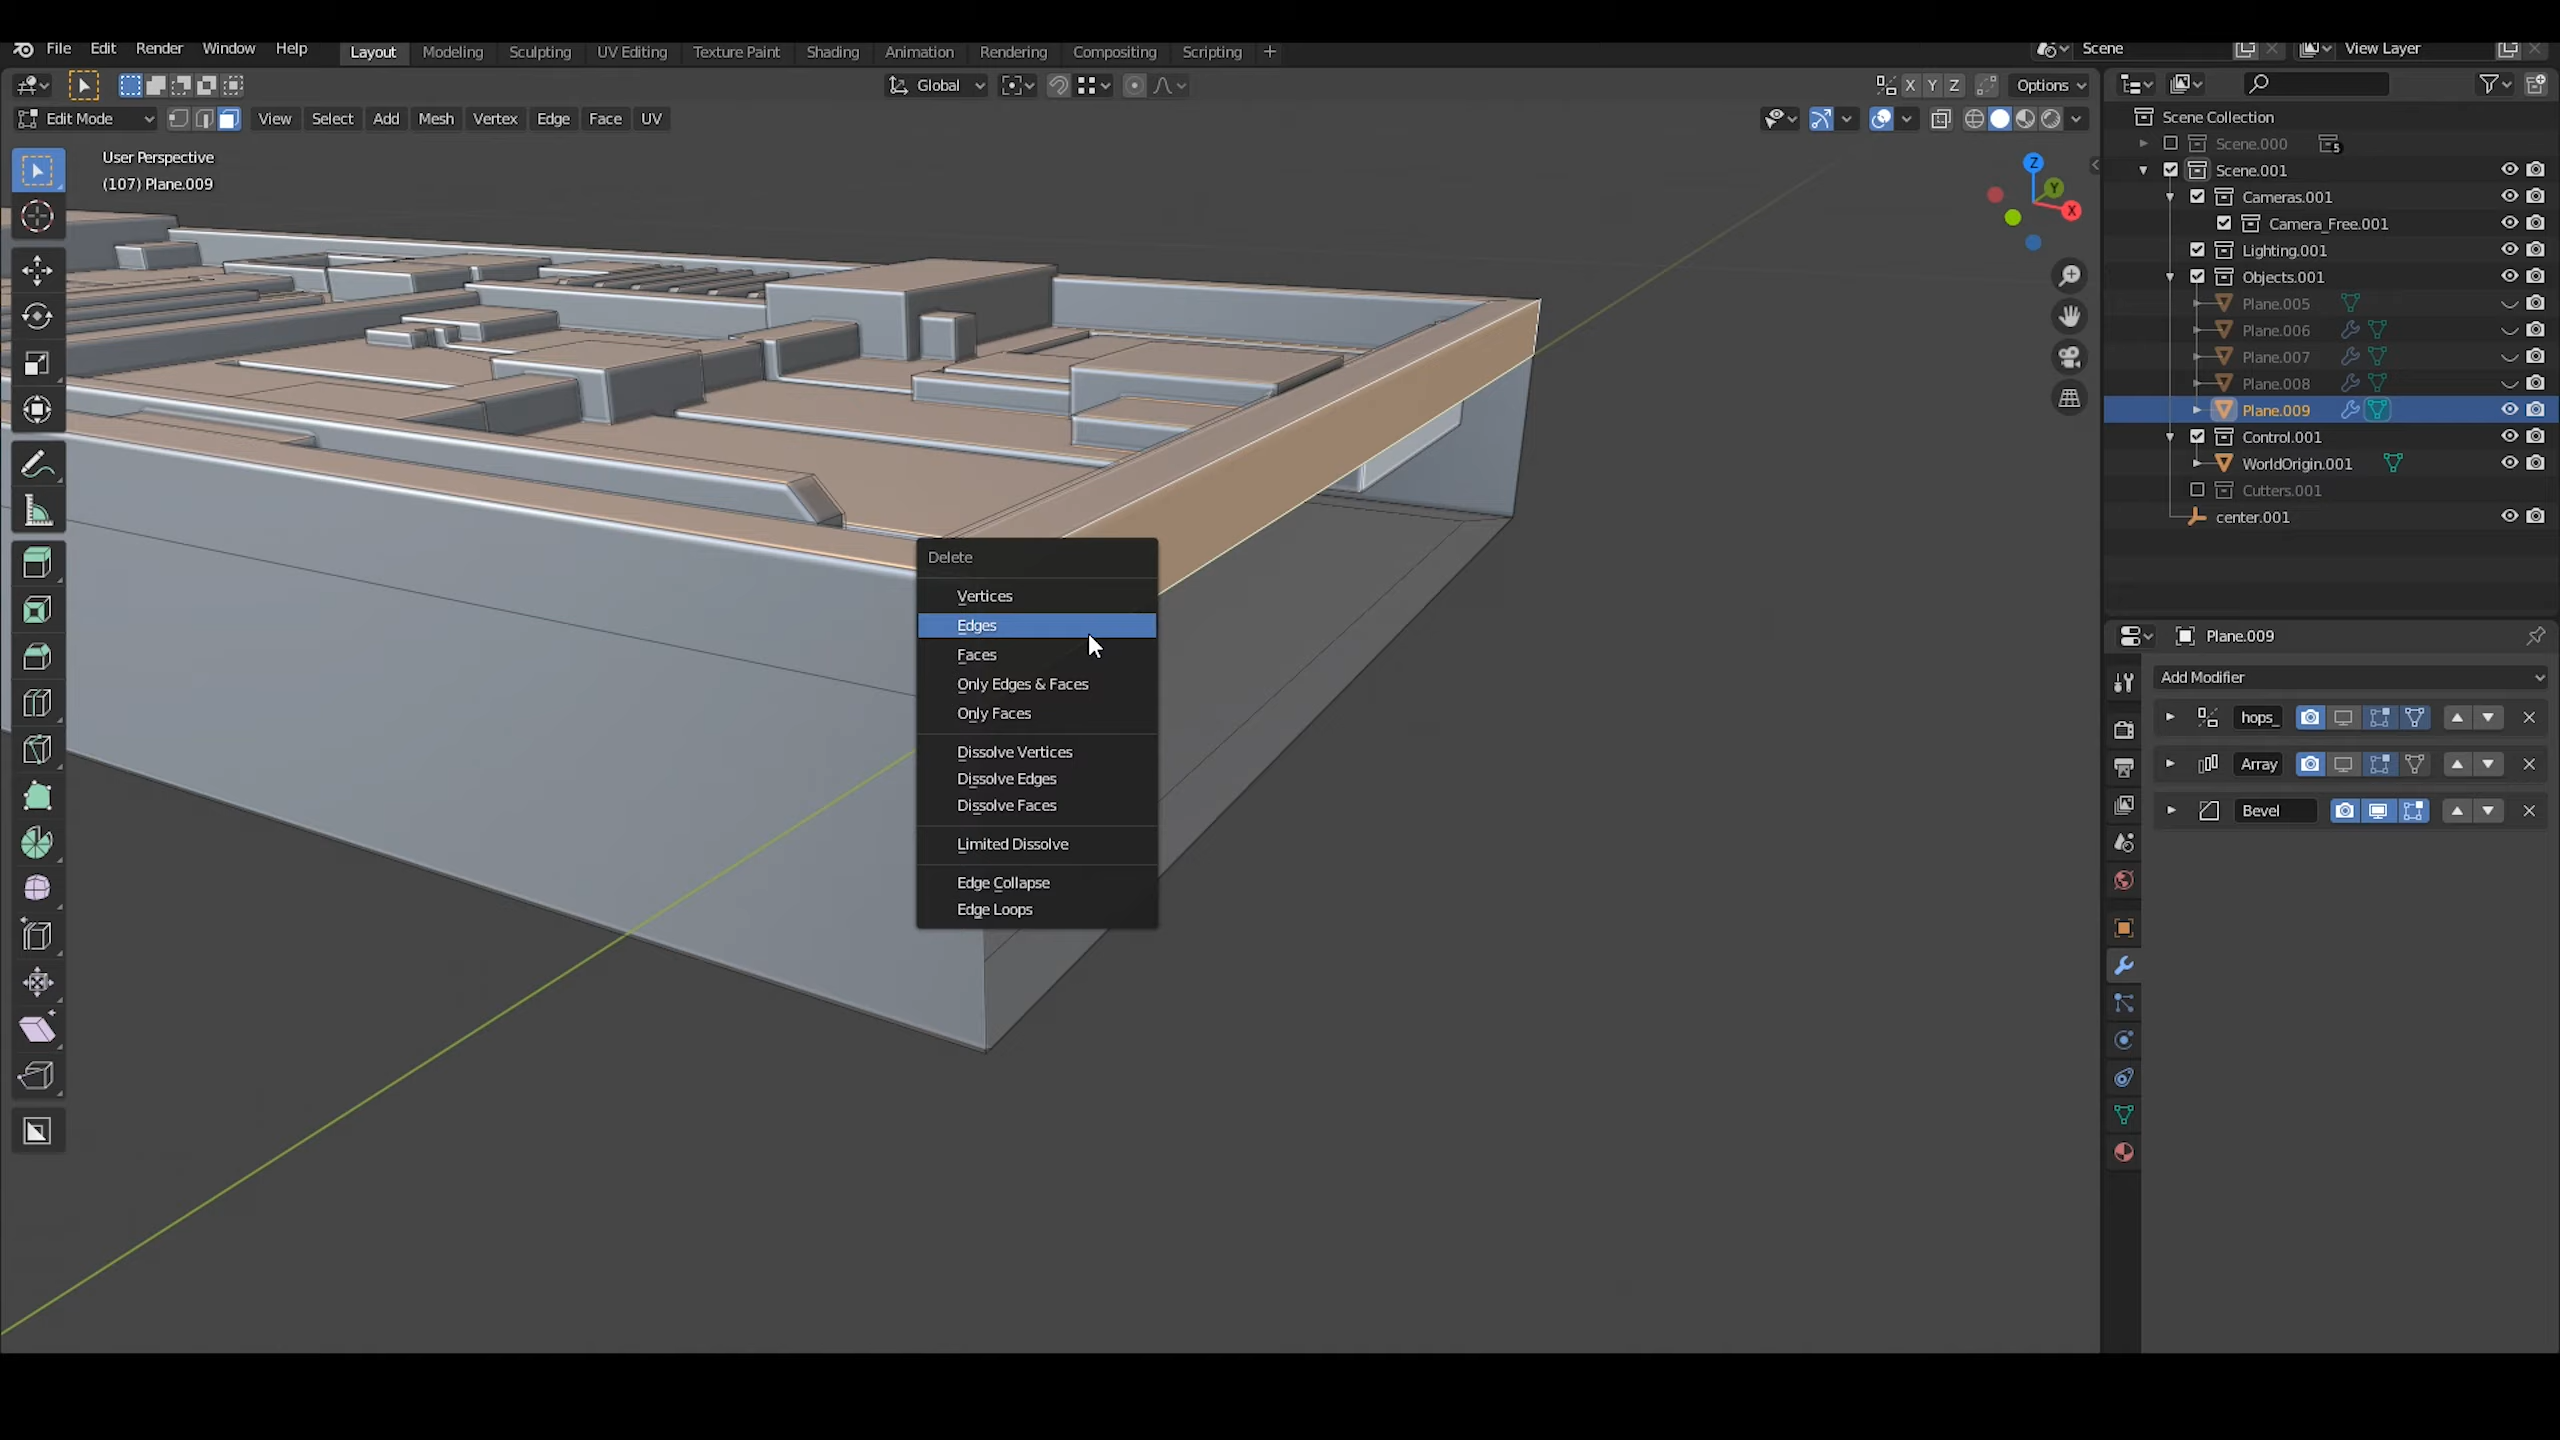 File Edit Render Window Help
Layout Modeling Sculpting UV Editing Texture Paint Shading Animation Rendering Compositing Scripting +
Scene
View Layer
Global
X Y Z
Options
Edit Mode
View Select Add Mesh Vertex Edge Face UV
User Perspective
(107) Plane.009
Z
Y
X
Delete
Vertices
Edges
Faces
Only Edges & Faces
Only Faces
Dissolve Vertices
Dissolve Edges
Dissolve Faces
Limited Dissolve
Edge Collapse
Edge Loops
Scene Collection
Scene.000
5
Scene.001
Cameras.001
Camera_Free.001
Lighting.001
Objects.001
Plane.005
Plane.006
Plane.007
Plane.008
Plane.009
Control.001
WorldOrigin.001
Cutters.001
center.001
Plane.009
Add Modifier
hops_
Array
Bevel